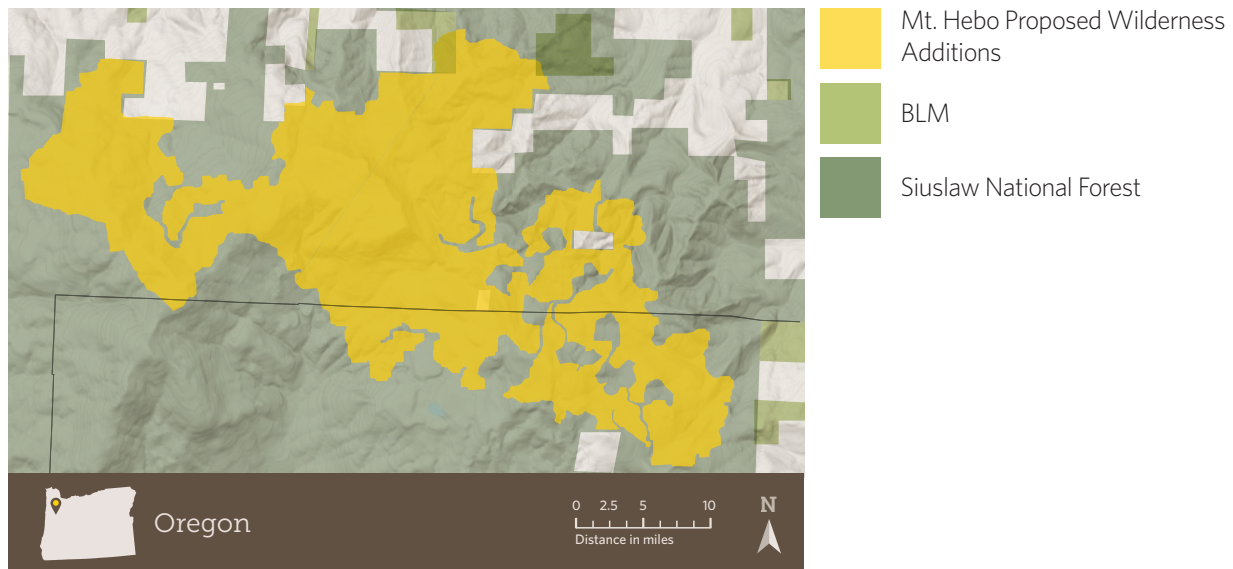 Mt. Hebo Proposed Wilderness
Additions
BLM
Siuslaw National Forest
Oregon
0 2.5 5 10
Distance in miles
N